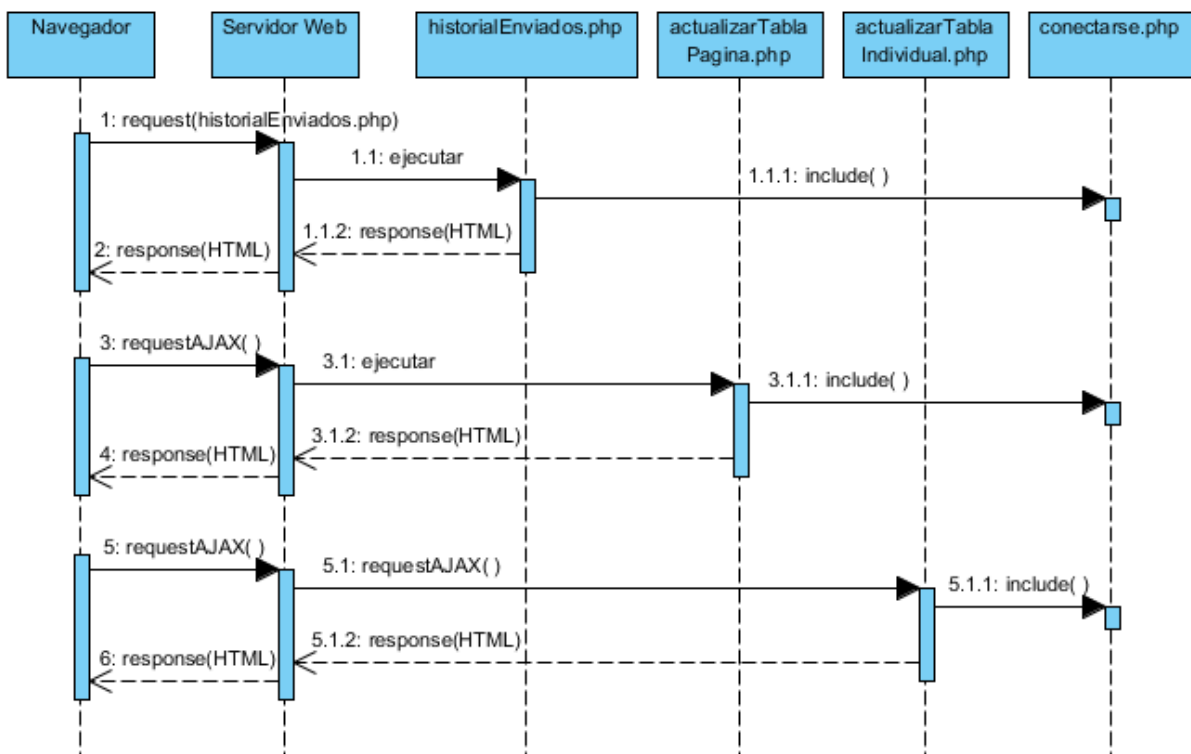 Navegador
Servidor Web
historialEnviados.php
actualizarTabla
Pagina.php
actualizarTabla
Individual.php
conectarse.php
1: request(historialEnviados.php)
1.1: ejecutar
1.1.1: include( )
1.1.2: response(HTML)
2: response(HTML)
3: requestAJAX( )
3.1: ejecutar
3.1.1: include( )
3.1.2: response(HTML)
4: response(HTML)
5: requestAJAX( )
5.1: requestAJAX( )
5.1.1: include( )
5.1.2: response(HTML)
6: response(HTML)